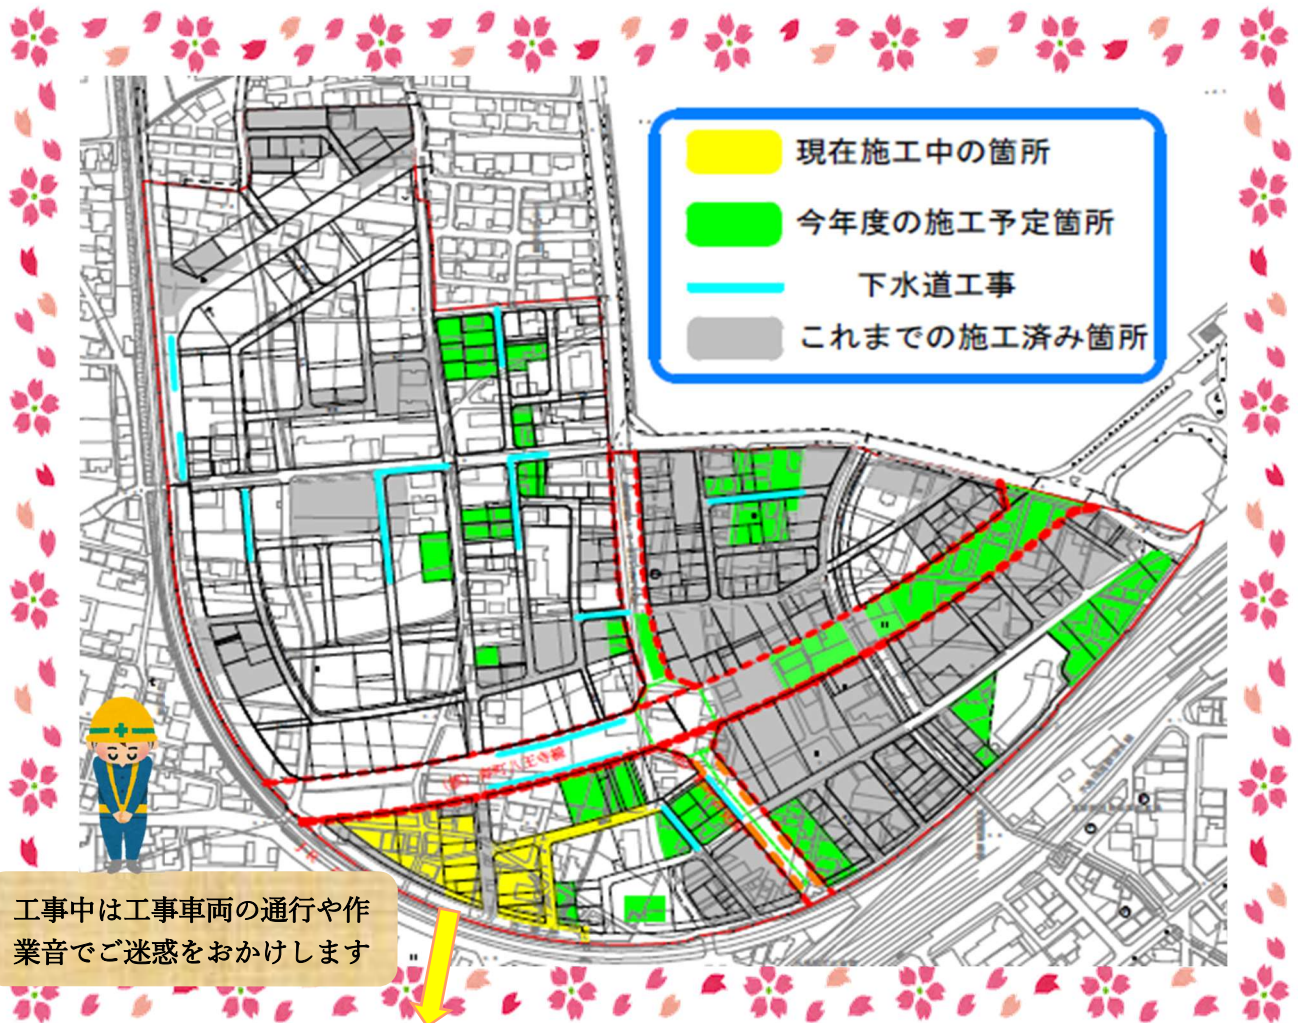 現在施工中の箇所
今年度の施工予定箇所
下水道工事
これまでの施工済み箇所
工事中は工事車両の通行や作
業音でご迷惑をおかけします